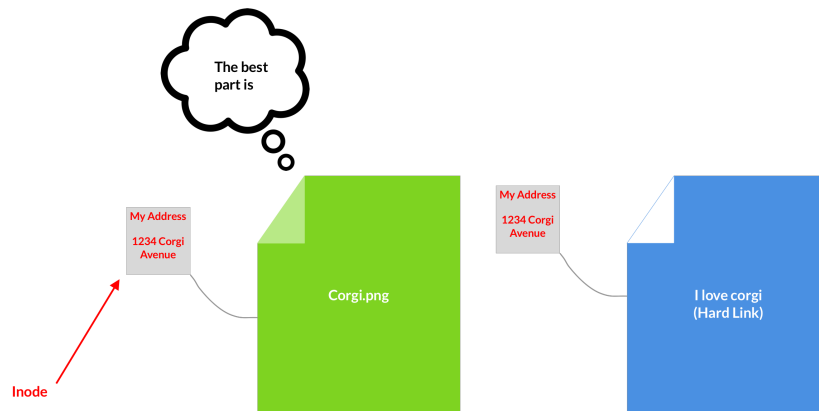 The best
part is
My Address
1234 Corgi
Avenue
Corgi.png
Inode
My Address
1234 Corgi
Avenue
I love corgi
(Hard Link)